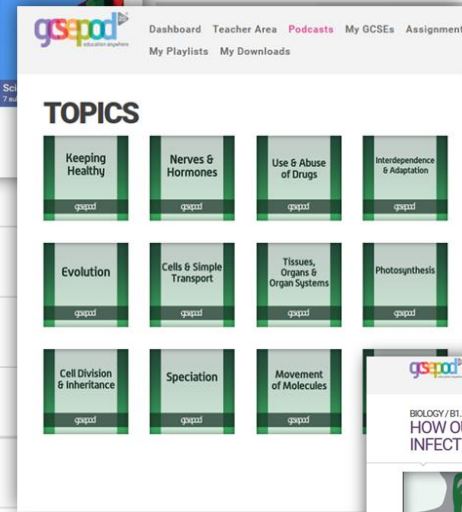 gcsepod
education anywhere
Dashboard Teacher Area Podcasts My GCSEs Assignment
My Playlists My Downloads
Sci
TOPICS
Keeping
Healthy
gcsepod
Nerves &
Hormones
gcsepod
Use & Abuse
of Drugs
gcsepod
Interdependence
& Adaptation
gcsepod
Evolution
gcsepod
Cells & Simple
Transport
gcsepod
Tissues,
Organs &
Organ Systems
gcsepod
Photosynthesis
gcsepod
Cell Division
& Inheritance
gcsepod
Speciation
gcsepod
Movement
of Molecules
gcsepod
gcsepod
BIOLOGY / B1.
HOW OU
INFECT